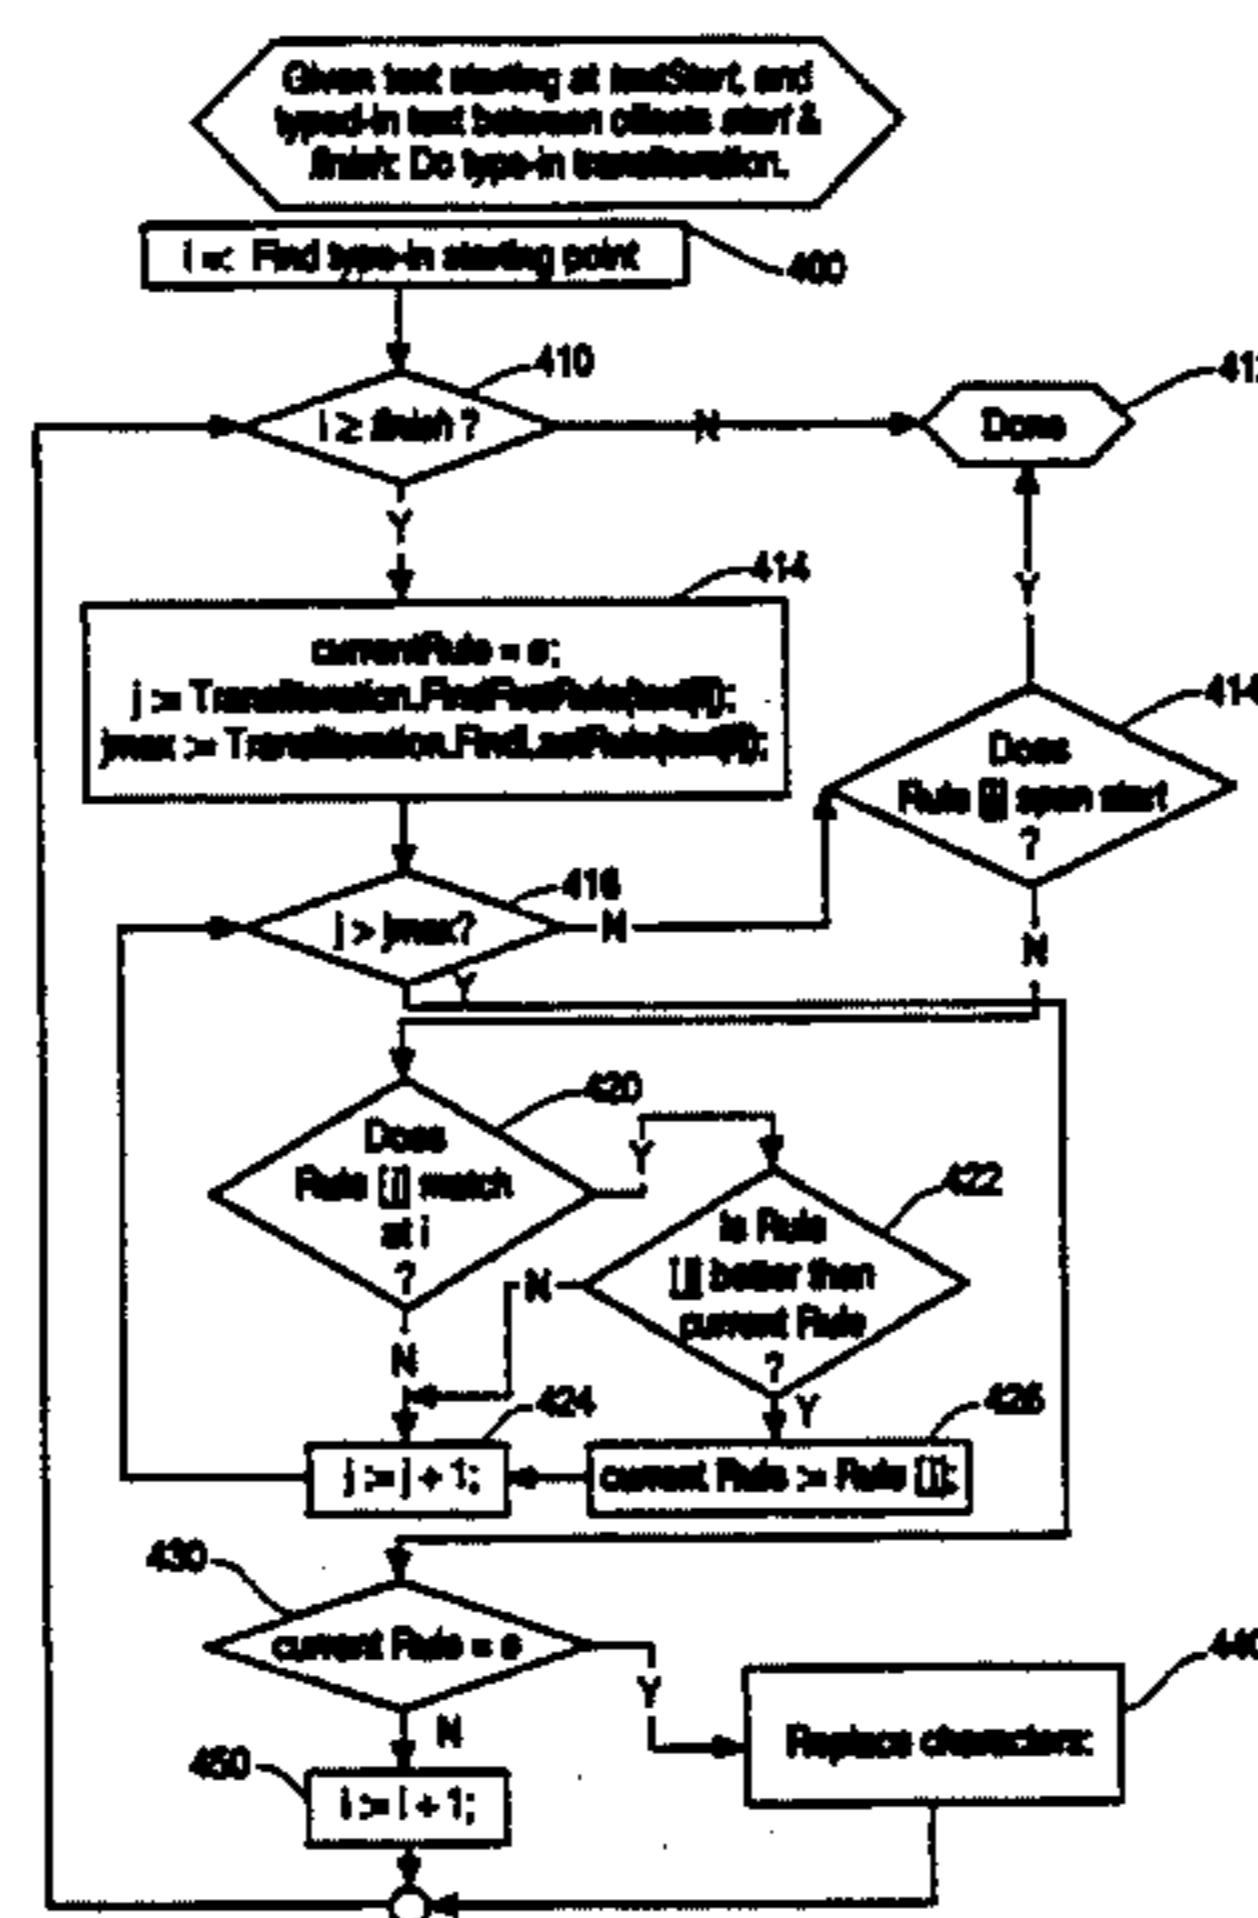 Given text starting at textStart, and
typed-in text between offsets start &
finish: Do type-in transliteration.
i =: Find type-in starting point
400
410
i ≥ finish ?
N
Done
Y
414
Y
currentRule = ø;
j := Transliteration.FindFirstRule(text[i]);
jmax := Transliteration.FindLastRule(text[i]);
Does
Rule [j] span start
?
416
j > jmax?
N
Y
N
420
Does
Rule [j] match
at i
?
Y
422
Is Rule
[j] better than
current Rule
?
N
N
424
Y
426
j := j + 1;
current Rule := Rule [j];
430
current Rule = ø
Y
N
Replace characters:
450
i := i + 1;